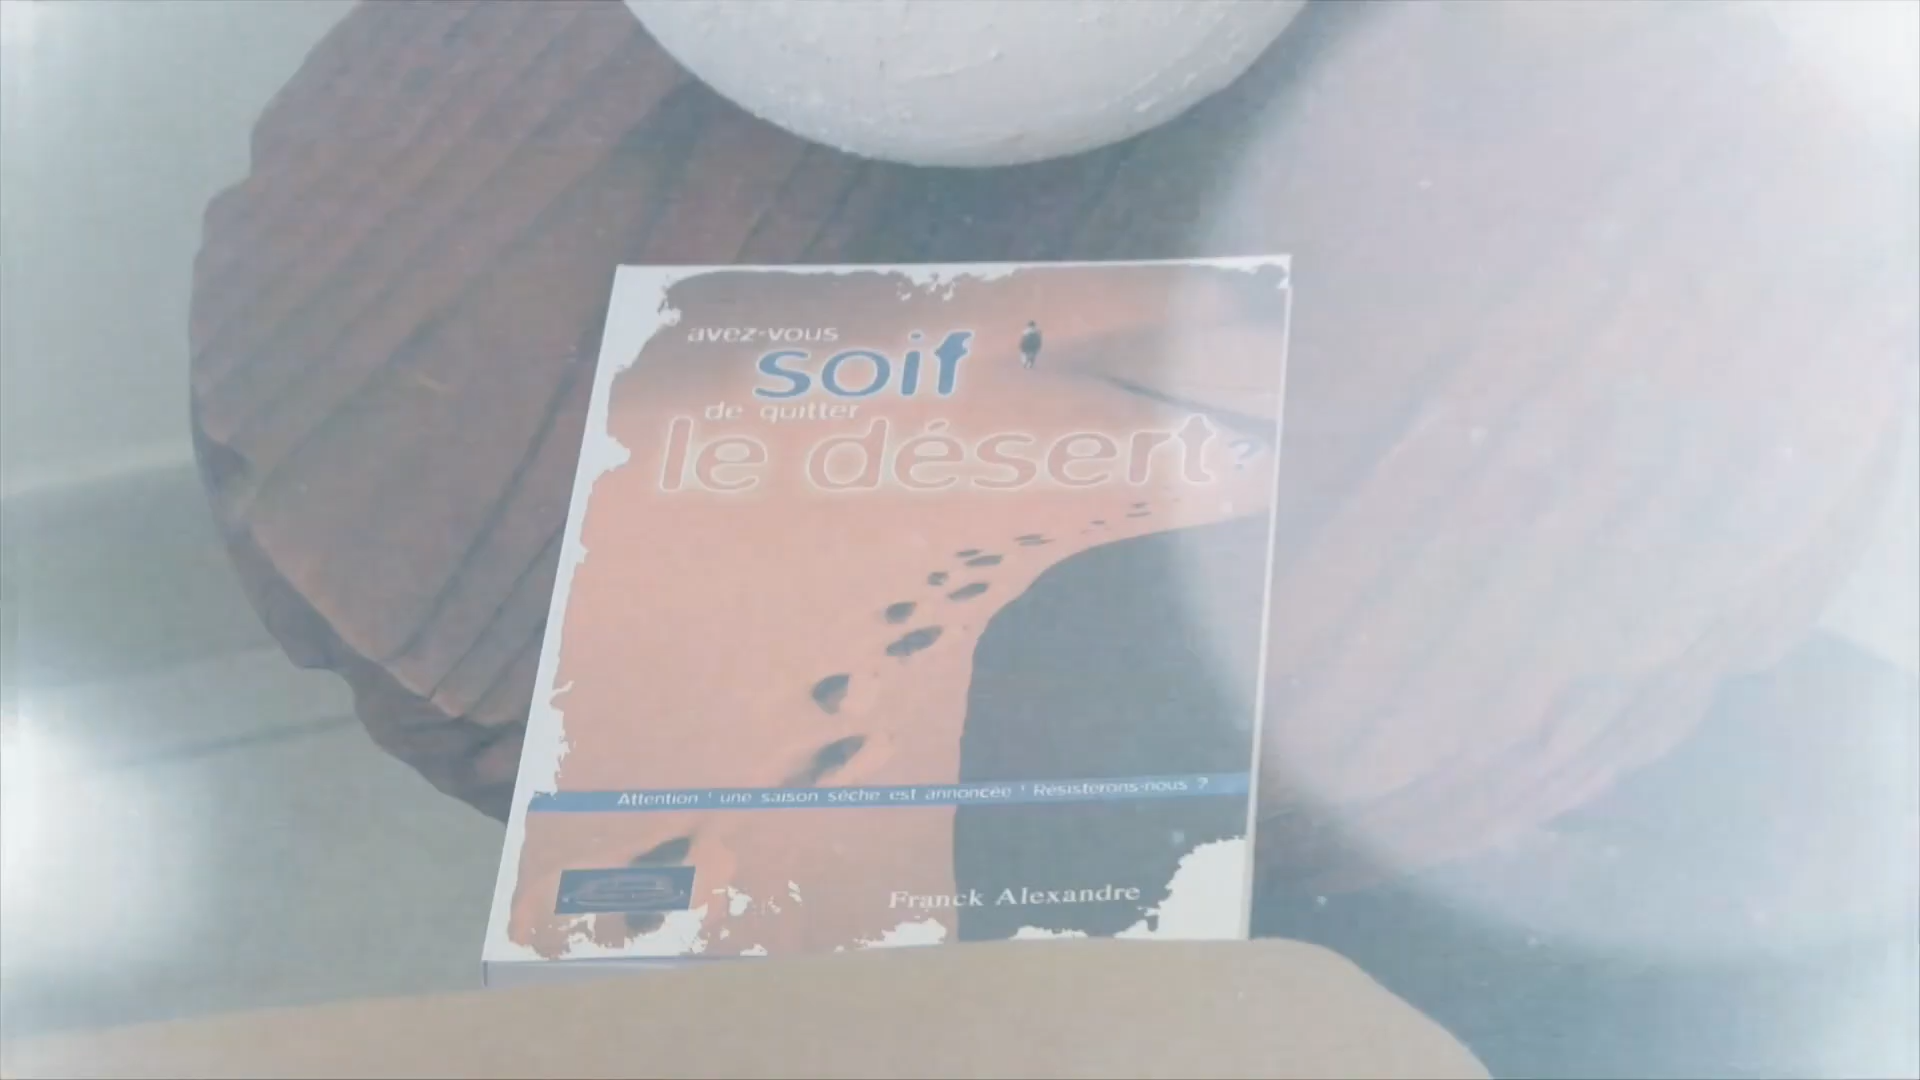 avez-vous
soif
de quitter
le désert ?
Attention ! une saison sèche est annoncée ! Résisterons-nous ?
Franck Alexandre